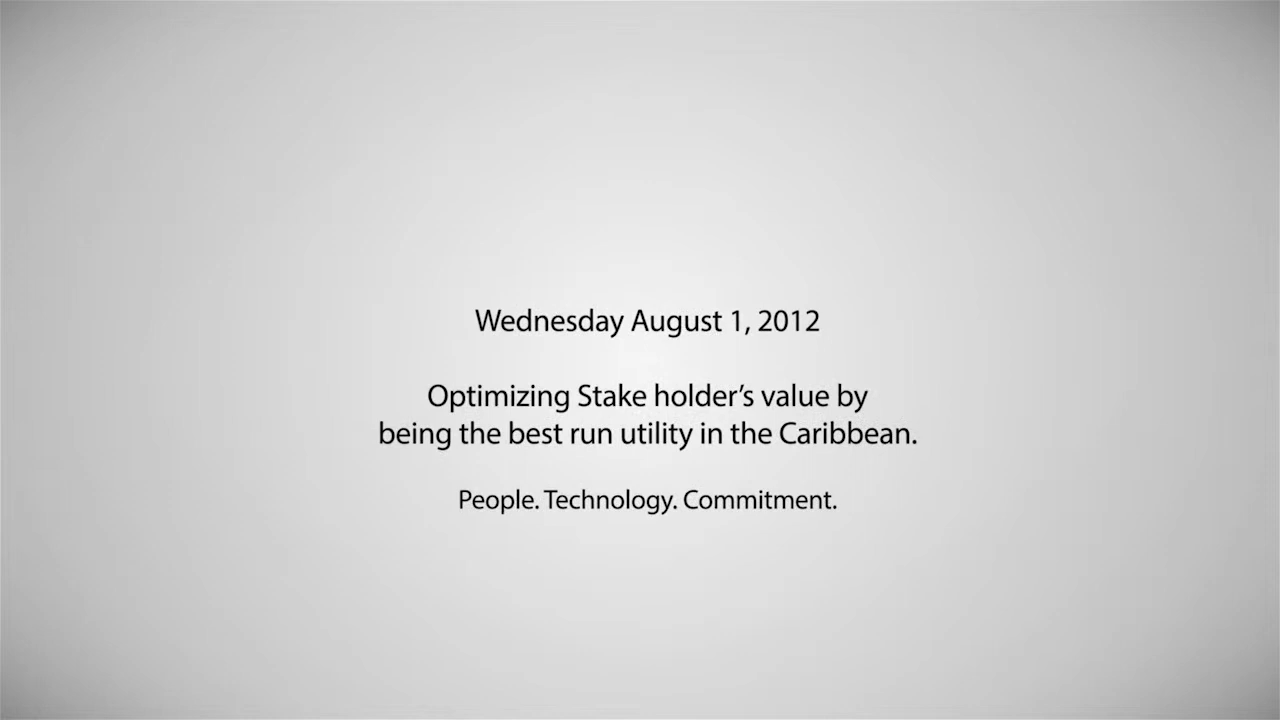 Wednesday August 1, 2012
Optimizing Stake holder’s value by
being the best run utility in the Caribbean.
People. Technology. Commitment.